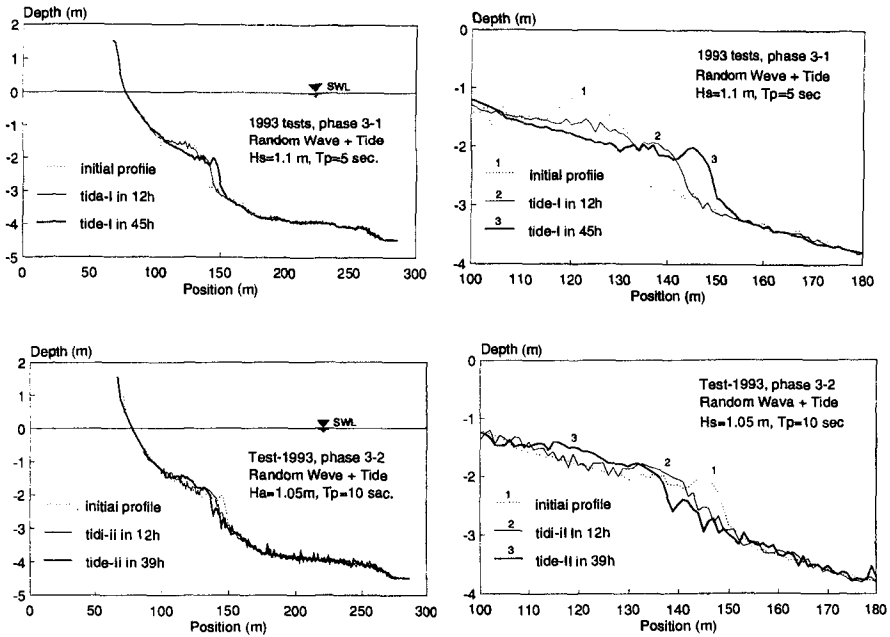 Depth (m)
2
1
0
-1
-2
-3
-4
-5
SWL
1993 tests, phase 3-1
Random Weve + Tide
Hs=1.1 m, Tp=5 sec.
initial profile
tida-I in 12h
tide-I in 45h
0 50 100 150 200 250 300
Position (m)
Depth (m)
0
-1
-2
-3
-4
1993 tests, phase 3-1
Random Weve + Tide
Hs=1.1 m, Tp=5 sec
1
2
3
1 initial profile
2 tide-I in 12h
3 tide-I in 45h
100 110 120 130 140 150 160 170 180
Position (m)
Depth (m)
2
1
0
-1
-2
-3
-4
-5
SWL
Test-1993, phase 3-2
Random Weve + Tide
Ha=1.05m, Tp=10 sac.
initiai profile
tidi-ii in 12h
tide-ii in 39h
0 50 100 150 200 250 300
Position (m)
Depth (m)
0
-1
-2
-3
-4
Test-1993, phase 3-2
Random Wava + Tide
Hs=1.05 m, Tp=10 sec
3
2
1
1 initial profile
2 tidi-II in 12h
3 tide-II in 39h
100 110 120 130 140 150 160 170 180
Position (m)